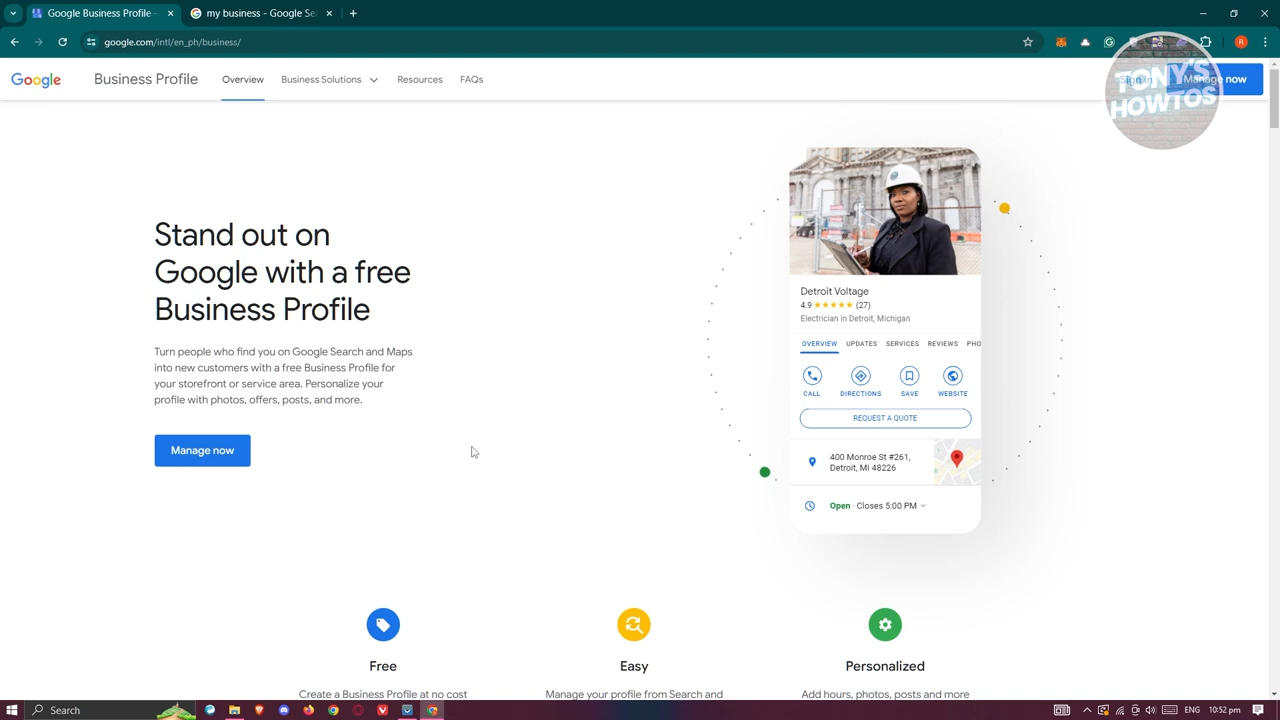 Google Business Profile -
my business - Google Sea
google.com/intl/en_ph/business/
Google
Business Profile
Overview
Business Solutions
Resources
FAQs
Sign in
Manage now
TONY'S
HOWTOS
Stand out on
Google with a free
Business Profile
Turn people who find you on Google Search and Maps
into new customers with a free Business Profile for
your storefront or service area. Personalize your
profile with photos, offers, posts, and more.
Manage now
Detroit Voltage
4.9 ★★★★★ (27)
Electrician in Detroit, Michigan
OVERVIEW UPDATES SERVICES REVIEWS PHO
CALL DIRECTIONS SAVE WEBSITE
REQUEST A QUOTE
400 Monroe St #261,
Detroit, MI 48226
Open · Closes 5:00 PM
Free
Easy
Personalized
Create a Business Profile at no cost
Manage your profile from Search and
Add hours, photos, posts and more
Search
ENG
10:52 pm